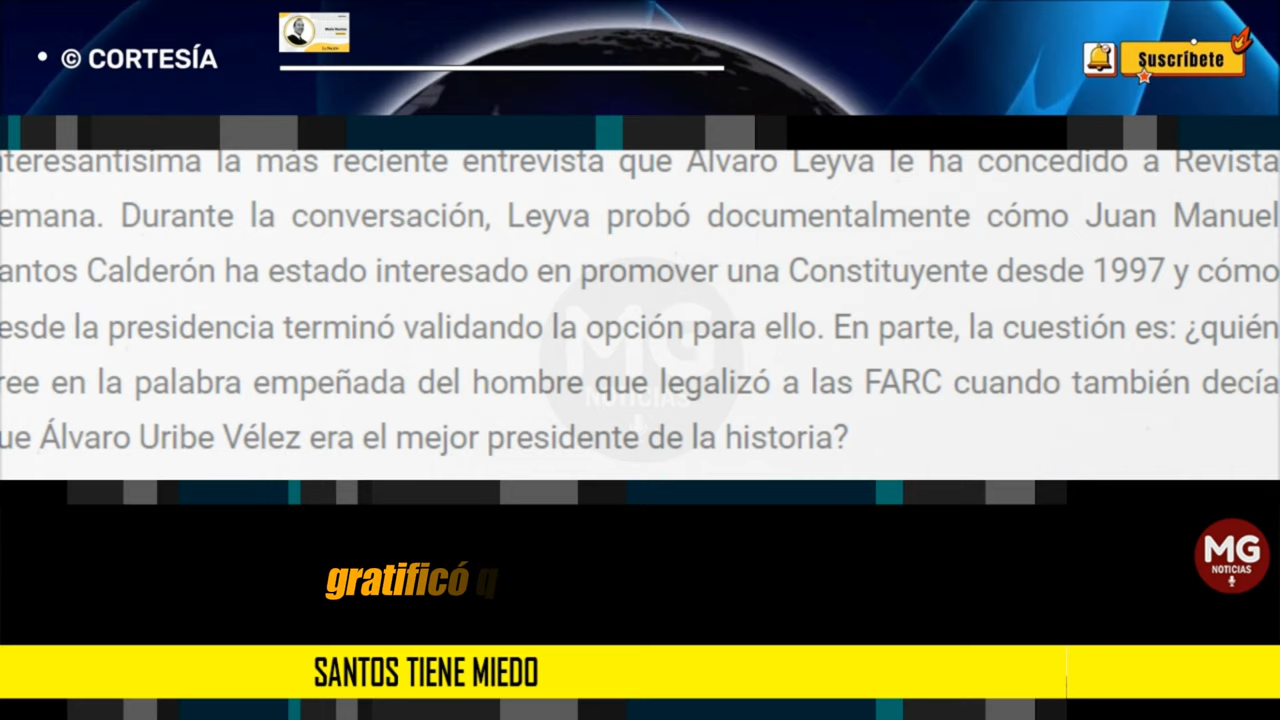 • © CORTESÍA
Suscríbete
nteresantísima la más reciente entrevista que Álvaro Leyva le ha concedido a Revista
emana. Durante la conversación, Leyva probó documentalmente cómo Juan Manuel
antos Calderón ha estado interesado en promover una Constituyente desde 1997 y cómo
esde la presidencia terminó validando la opción para ello. En parte, la cuestión es: ¿quién
ree en la palabra empeñada del hombre que legalizó a las FARC cuando también decía
ue Álvaro Uribe Vélez era el mejor presidente de la historia?
MG
NOTICIAS
MG
NOTICIAS
gratificó q
SANTOS TIENE MIEDO